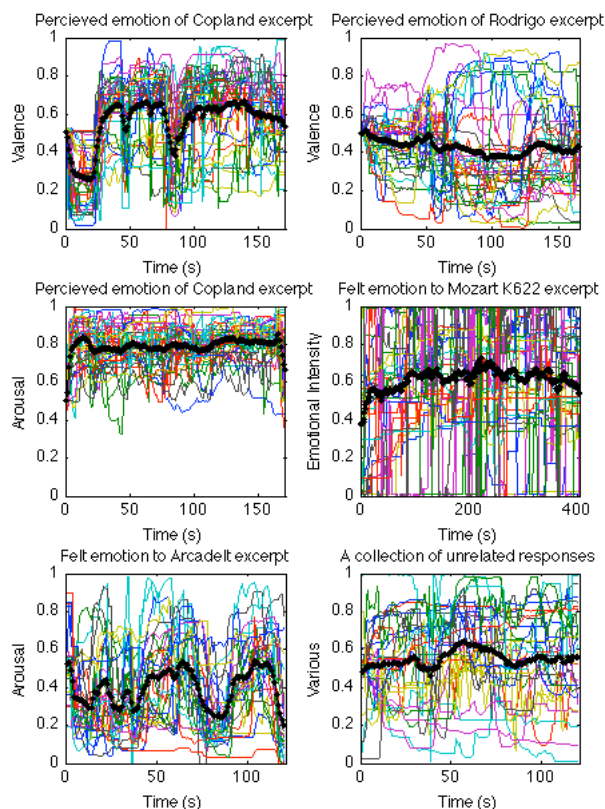 Percieved emotion of Copland excerpt
1
0.8
0.6
0.4
0.2
0
Valence
0 50 100 150
Time (s)
Percieved emotion of Rodrigo excerpt
1
0.8
0.6
0.4
0.2
0
Valence
0 50 100 150
Time (s)
Percieved emotion of Copland excerpt
1
0.8
0.6
0.4
0.2
0
Arousal
0 50 100 150
Time (s)
Felt emotion to Mozart K622 excerpt
1
0.8
0.6
0.4
0.2
0
Emotional Intensity
0 200 400
Time (s)
Felt emotion to Arcadelt excerpt
1
0.8
0.6
0.4
0.2
0
Arousal
0 50 100
Time (s)
A collection of unrelated responses
1
0.8
0.6
0.4
0.2
0
Various
0 50 100
Time (s)